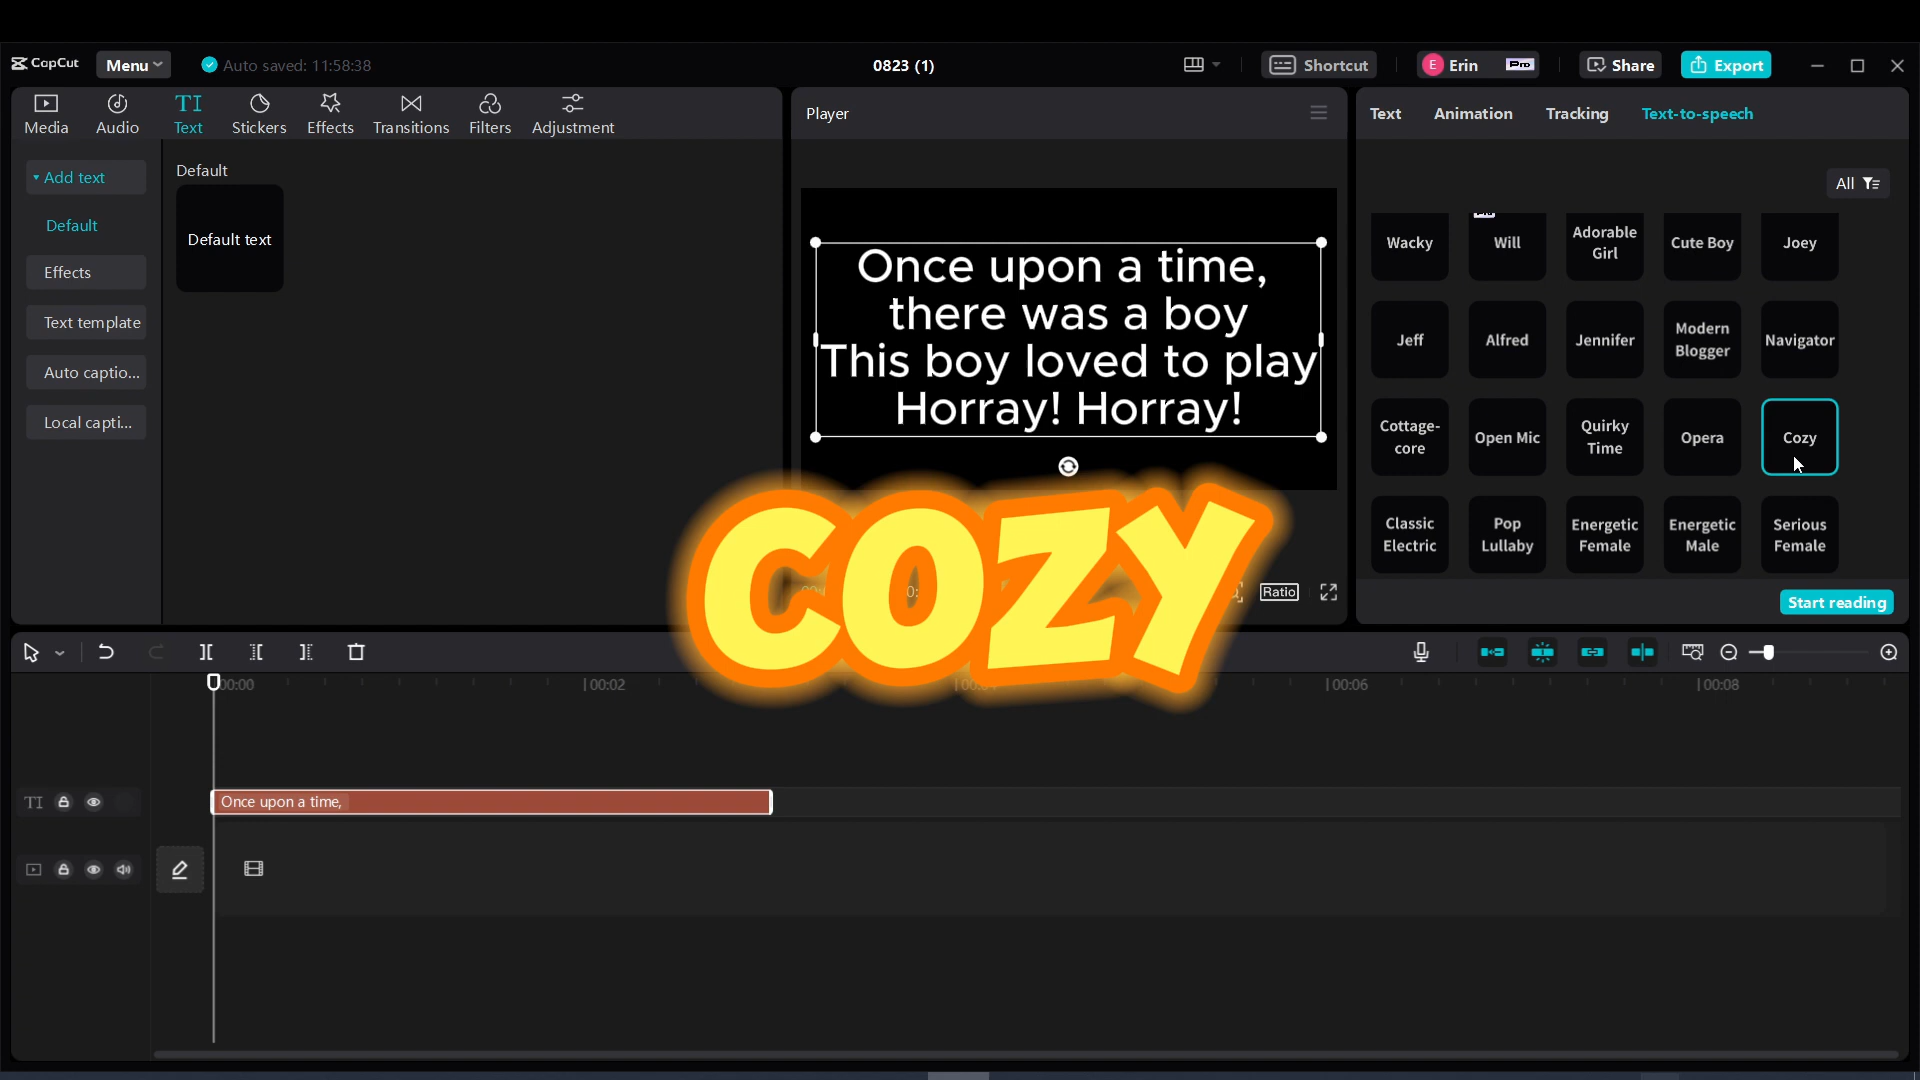 CapCut Menu Auto saved: 11:58:38 0823 (1) Shortcut E Erin Pro Share Export
Media Audio Text Stickers Effects Transitions Filters Adjustment
Add text
Default
Effects
Text template
Auto captio...
Local capti...
Default
Default text
Player
Once upon a time,
there was a boy
This boy loved to play
Horray! Horray!
Ratio
COZY
Text Animation Tracking Text-to-speech
All
Wacky
Will
Adorable
Girl
Cute Boy
Joey
Jeff
Alfred
Jennifer
Modern
Blogger
Navigator
Cottage-
core
Open Mic
Quirky
Time
Opera
Cozy
Classic
Electric
Pop
Lullaby
Energetic
Female
Energetic
Male
Serious
Female
Start reading
00:00 00:02 00:06 00:08
TI Once upon a time,